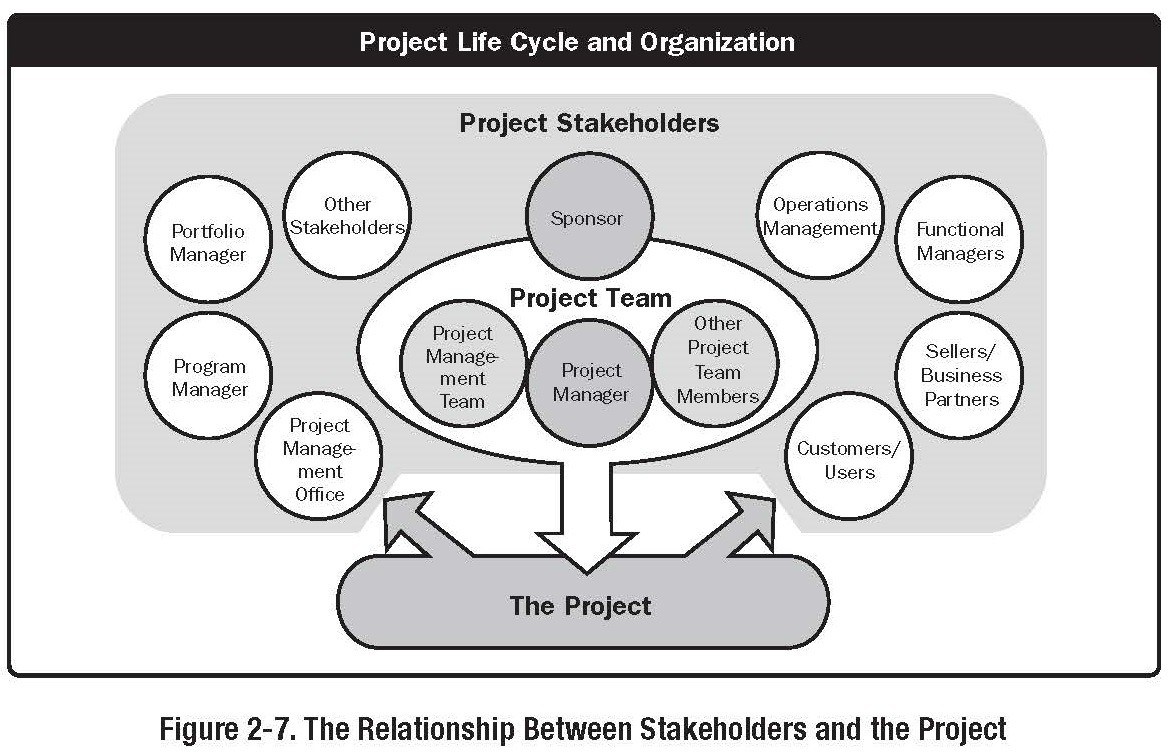 Project Life Cycle and Organization
Project Stakeholders
Portfolio
Manager
Other
Stakeholders
Sponsor
Operations
Management
Functional
Managers
Project Team
Project
Manage-
ment
Team
Project
Manager
Other
Project
Team
Members
Program
Manager
Sellers/
Business
Partners
Project
Manage-
ment
Office
Customers/
Users
The Project
Figure 2-7. The Relationship Between Stakeholders and the Project